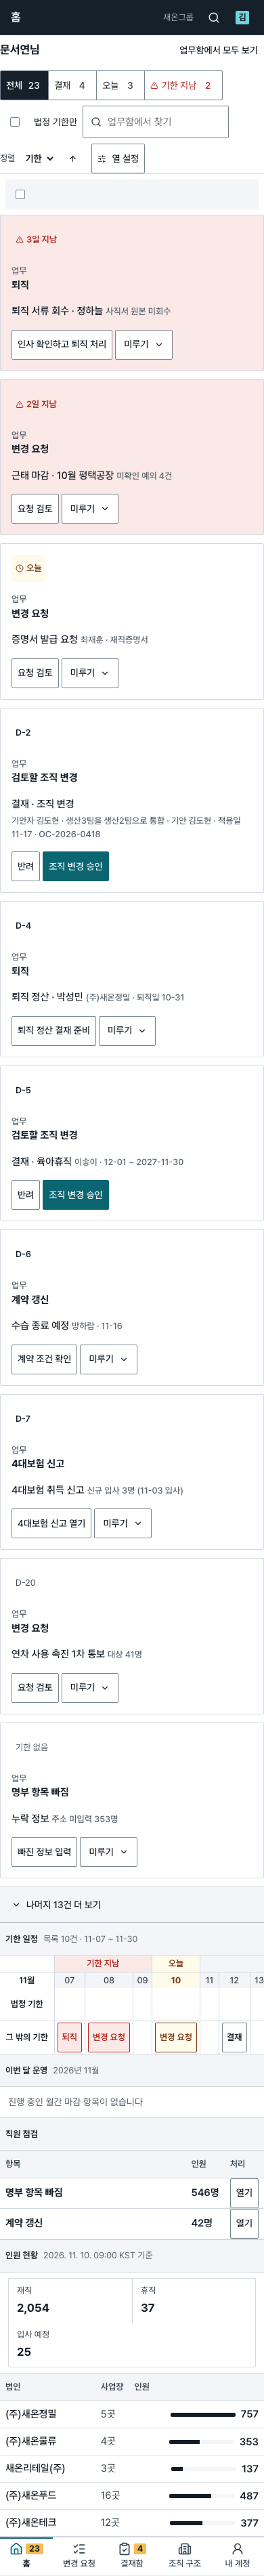 홈 새온그룹 김
문서연님 업무함에서 모두 보기
전체 23 결재 4 오늘 3 기한 지남 2
법정 기한만 업무함에서 찾기
정렬 기한 열 설정
3일 지남
업무
퇴직
퇴직 서류 회수 · 정하늘 사직서 원본 미회수
인사 확인하고 퇴직 처리 미루기
2일 지남
업무
변경 요청
근태 마감 · 10월 평택공장 미확인 예외 4건
요청 검토 미루기
오늘
업무
변경 요청
증명서 발급 요청 최재훈 · 재직증명서
요청 검토 미루기
D-2
업무
검토할 조직 변경
결재 · 조직 변경
기안자 김도현 · 생산3팀을 생산2팀으로 통합 · 기안 김도현 · 적용일
11-17 · OC-2026-0418
반려 조직 변경 승인
D-4
업무
퇴직
퇴직 정산 · 박성민 (주)새온정밀 · 퇴직일 10-31
퇴직 정산 결재 준비 미루기
D-5
업무
검토할 조직 변경
결재 · 육아휴직 이송이 · 12-01 ~ 2027-11-30
반려 조직 변경 승인
D-6
업무
계약 갱신
수습 종료 예정 방하람 · 11-16
계약 조건 확인 미루기
D-7
업무
4대보험 신고
4대보험 취득 신고 신규 입사 3명 (11-03 입사)
4대보험 신고 열기 미루기
D-20
업무
변경 요청
연차 사용 촉진 1차 통보 대상 41명
요청 검토 미루기
기한 없음
업무
명부 항목 빠짐
누락 정보 주소 미입력 353명
빠진 정보 입력 미루기
나머지 13건 더 보기
기한 일정 목록 10건 · 11-07 ~ 11-30
기한 지남 오늘
11월 07 08 09 10 11 12 13
법정 기한
그 밖의 기한 퇴직 변경 요청 변경 요청 결재
이번 달 운영 2026년 11월
진행 중인 월간 마감 항목이 없습니다
직원 점검
항목 인원 처리
명부 항목 빠짐 546명 열기
계약 갱신 42명 열기
인원 현황 2026. 11. 10. 09:00 KST 기준
재직 휴직
2,054 37
입사 예정
25
법인 사업장 인원
(주)새온정밀 5곳 757
(주)새온물류 4곳 353
새온리테일(주) 3곳 137
(주)새온푸드 16곳 487
(주)새온테크 12곳 377
23 4
홈 변경 요청 결재함 조직 구조 내 계정